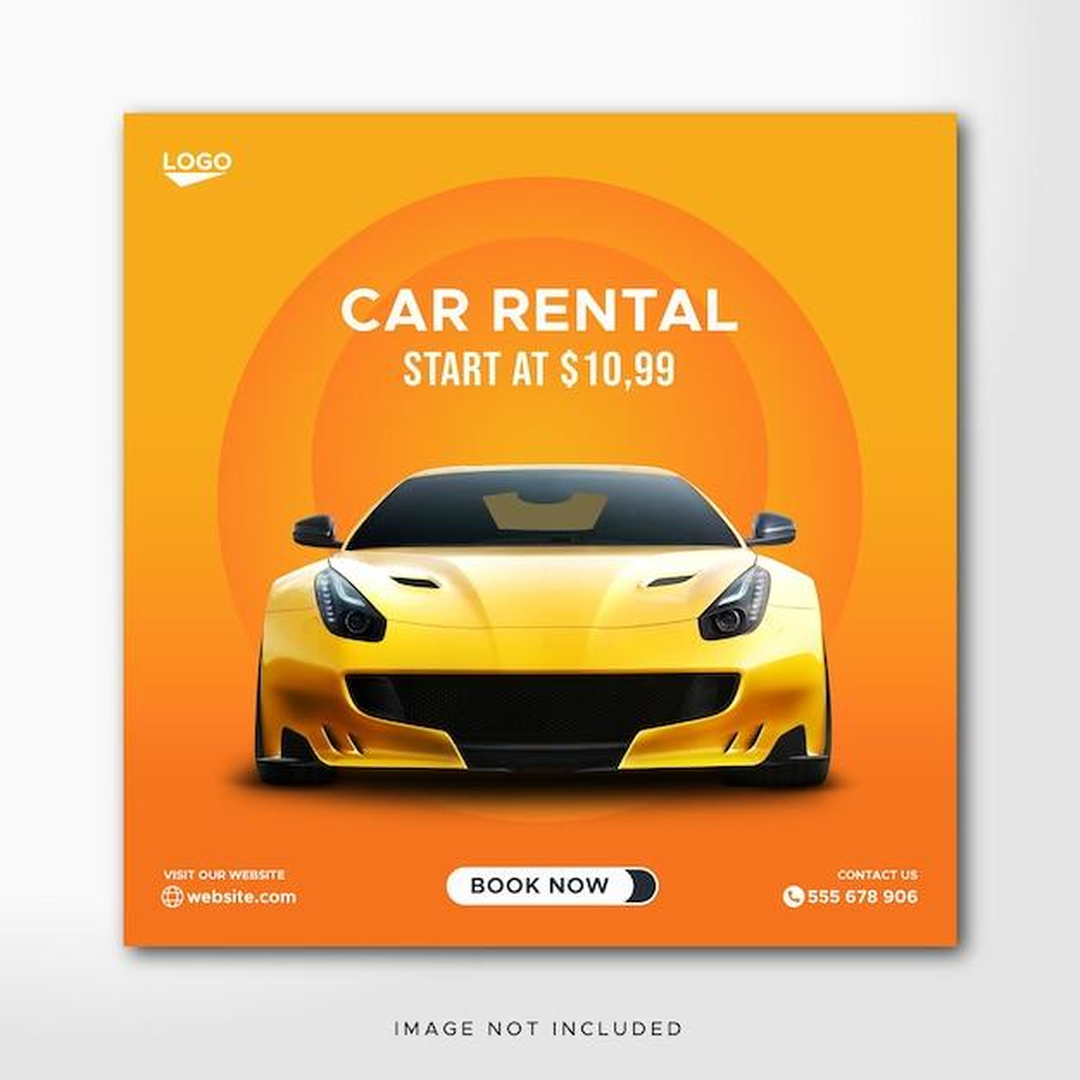 LOGO
CAR RENTAL
START AT $10,99
VISIT OUR WEBSITE
website.com
BOOK NOW
CONTACT US
555 678 906
IMAGE NOT INCLUDED